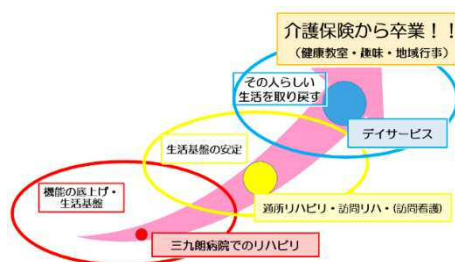 介護保険から卒業！！
（健康教室・趣味・地域行事）
その人らしい
生活を取り戻す
デイサービス
生活基盤の安定
通所リハビリ・訪問リハ・（訪問看護）
機能の底上げ・
生活基盤
三九朗病院でのリハビリ